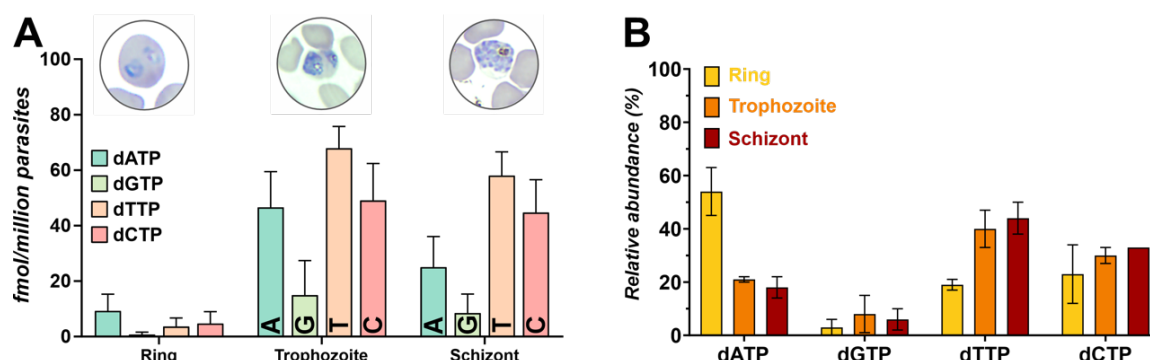 A
fmol/million parasites
100
80
60
40
20
0
dATP
dGTP
dTTP
dCTP
A
G
T
C
A
G
T
C
Ring
Trophozoite
Schizont
B
Relative abundance (%)
100
80
60
40
20
0
Ring
Trophozoite
Schizont
dATP
dGTP
dTTP
dCTP